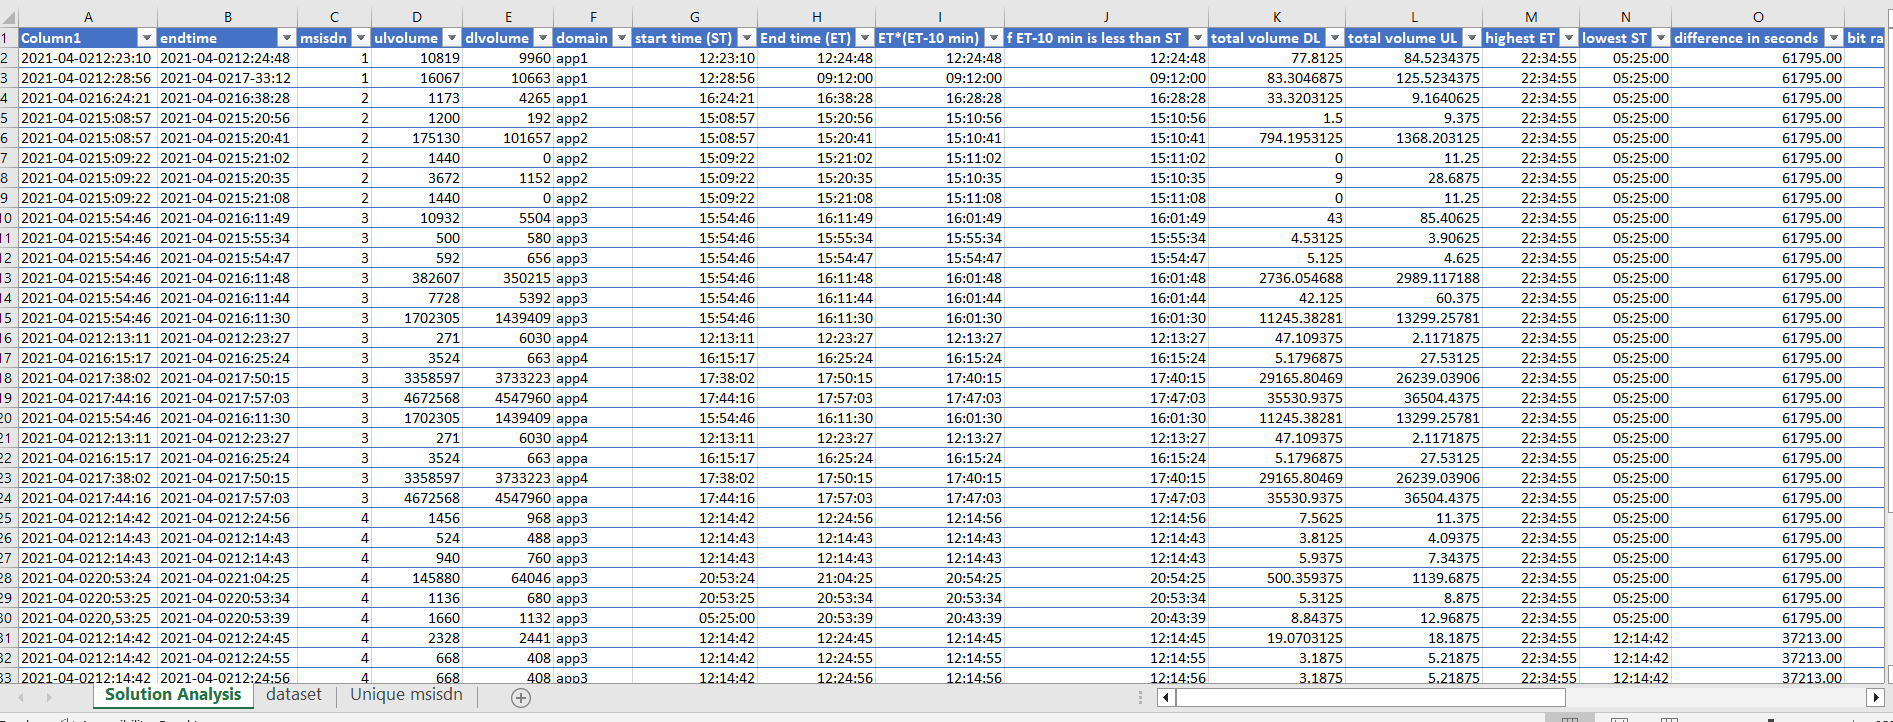 A B C D E F G H I J K L M N O
1 Column1 endtime msisdn ulvolume dlvolume domain start time (ST) End time (ET) ET*(ET-10 min) f ET-10 min is less than ST total volume DL total volume UL highest ET lowest ST difference in seconds bit ra
2 2021-04-0212:23:10 2021-04-0212:24:48 1 10819 9960 app1 12:23:10 12:24:48 12:24:48 12:24:48 77.8125 84.5234375 22:34:55 05:25:00 61795.00
3 2021-04-0212:28:56 2021-04-0217-33:12 1 16067 10663 app1 12:28:56 09:12:00 09:12:00 09:12:00 83.3046875 125.5234375 22:34:55 05:25:00 61795.00
4 2021-04-0216:24:21 2021-04-0216:38:28 2 1173 4265 app1 16:24:21 16:38:28 16:28:28 16:28:28 33.3203125 9.1640625 22:34:55 05:25:00 61795.00
5 2021-04-0215:08:57 2021-04-0215:20:56 2 1200 192 app2 15:08:57 15:20:56 15:10:56 15:10:56 1.5 9.375 22:34:55 05:25:00 61795.00
6 2021-04-0215:08:57 2021-04-0215:20:41 2 175130 101657 app2 15:08:57 15:20:41 15:10:41 15:10:41 794.1953125 1368.203125 22:34:55 05:25:00 61795.00
7 2021-04-0215:09:22 2021-04-0215:21:02 2 1440 0 app2 15:09:22 15:21:02 15:11:02 15:11:02 0 11.25 22:34:55 05:25:00 61795.00
8 2021-04-0215:09:22 2021-04-0215:20:35 2 3672 1152 app2 15:09:22 15:20:35 15:10:35 15:10:35 9 28.6875 22:34:55 05:25:00 61795.00
9 2021-04-0215:09:22 2021-04-0215:21:08 2 1440 0 app2 15:09:22 15:21:08 15:11:08 15:11:08 0 11.25 22:34:55 05:25:00 61795.00
10 2021-04-0215:54:46 2021-04-0216:11:49 3 10932 5504 app3 15:54:46 16:11:49 16:01:49 16:01:49 43 85.40625 22:34:55 05:25:00 61795.00
11 2021-04-0215:54:46 2021-04-0215:55:34 3 500 580 app3 15:54:46 15:55:34 15:55:34 15:55:34 4.53125 3.90625 22:34:55 05:25:00 61795.00
12 2021-04-0215:54:46 2021-04-0215:54:47 3 592 656 app3 15:54:46 15:54:47 15:54:47 15:54:47 5.125 4.625 22:34:55 05:25:00 61795.00
13 2021-04-0215:54:46 2021-04-0216:11:48 3 382607 350215 app3 15:54:46 16:11:48 16:01:48 16:01:48 2736.054688 2989.117188 22:34:55 05:25:00 61795.00
14 2021-04-0215:54:46 2021-04-0216:11:44 3 7728 5392 app3 15:54:46 16:11:44 16:01:44 16:01:44 42.125 60.375 22:34:55 05:25:00 61795.00
15 2021-04-0215:54:46 2021-04-0216:11:30 3 1702305 1439409 app3 15:54:46 16:11:30 16:01:30 16:01:30 11245.38281 13299.25781 22:34:55 05:25:00 61795.00
16 2021-04-0212:13:11 2021-04-0212:23:27 3 271 6030 app4 12:13:11 12:23:27 12:13:27 12:13:27 47.109375 2.1171875 22:34:55 05:25:00 61795.00
17 2021-04-0216:15:17 2021-04-0216:25:24 3 3524 663 app4 16:15:17 16:25:24 16:15:24 16:15:24 5.1796875 27.53125 22:34:55 05:25:00 61795.00
18 2021-04-0217:38:02 2021-04-0217:50:15 3 3358597 3733223 app4 17:38:02 17:50:15 17:40:15 17:40:15 29165.80469 26239.03906 22:34:55 05:25:00 61795.00
19 2021-04-0217:44:16 2021-04-0217:57:03 3 4672568 4547960 app4 17:44:16 17:57:03 17:47:03 17:47:03 35530.9375 36504.4375 22:34:55 05:25:00 61795.00
20 2021-04-0215:54:46 2021-04-0216:11:30 3 1702305 1439409 appa 15:54:46 16:11:30 16:01:30 16:01:30 11245.38281 13299.25781 22:34:55 05:25:00 61795.00
21 2021-04-0212:13:11 2021-04-0212:23:27 3 271 6030 app4 12:13:11 12:23:27 12:13:27 12:13:27 47.109375 2.1171875 22:34:55 05:25:00 61795.00
22 2021-04-0216:15:17 2021-04-0216:25:24 3 3524 663 appa 16:15:17 16:25:24 16:15:24 16:15:24 5.1796875 27.53125 22:34:55 05:25:00 61795.00
23 2021-04-0217:38:02 2021-04-0217:50:15 3 3358597 3733223 app4 17:38:02 17:50:15 17:40:15 17:40:15 29165.80469 26239.03906 22:34:55 05:25:00 61795.00
24 2021-04-0217:44:16 2021-04-0217:57:03 3 4672568 4547960 appa 17:44:16 17:57:03 17:47:03 17:47:03 35530.9375 36504.4375 22:34:55 05:25:00 61795.00
25 2021-04-0212:14:42 2021-04-0212:24:56 4 1456 968 app3 12:14:42 12:24:56 12:14:56 12:14:56 7.5625 11.375 22:34:55 05:25:00 61795.00
26 2021-04-0212:14:43 2021-04-0212:14:43 4 524 488 app3 12:14:43 12:14:43 12:14:43 12:14:43 3.8125 4.09375 22:34:55 05:25:00 61795.00
27 2021-04-0212:14:43 2021-04-0212:14:43 4 940 760 app3 12:14:43 12:14:43 12:14:43 12:14:43 5.9375 7.34375 22:34:55 05:25:00 61795.00
28 2021-04-0220:53:24 2021-04-0221:04:25 4 145880 64046 app3 20:53:24 21:04:25 20:54:25 20:54:25 500.359375 1139.6875 22:34:55 05:25:00 61795.00
29 2021-04-0220:53:25 2021-04-0220:53:34 4 1136 680 app3 20:53:25 20:53:34 20:53:34 20:53:34 5.3125 8.875 22:34:55 05:25:00 61795.00
30 2021-04-0220,53:25 2021-04-0220:53:39 4 1660 1132 app3 05:25:00 20:53:39 20:43:39 20:43:39 8.84375 12.96875 22:34:55 05:25:00 61795.00
31 2021-04-0212:14:42 2021-04-0212:24:45 4 2328 2441 app3 12:14:42 12:24:45 12:14:45 12:14:45 19.0703125 18.1875 22:34:55 12:14:42 37213.00
32 2021-04-0212:14:42 2021-04-0212:24:55 4 668 408 app3 12:14:42 12:24:55 12:14:55 12:14:55 3.1875 5.21875 22:34:55 12:14:42 37213.00
33 2021-04-0212:14:42 2021-04-0212:24:56 4 668 408 app3 12:14:42 12:24:56 12:14:56 12:14:56 3.1875 5.21875 22:34:55 12:14:42 37213.00
Solution Analysis dataset Unique msisdn